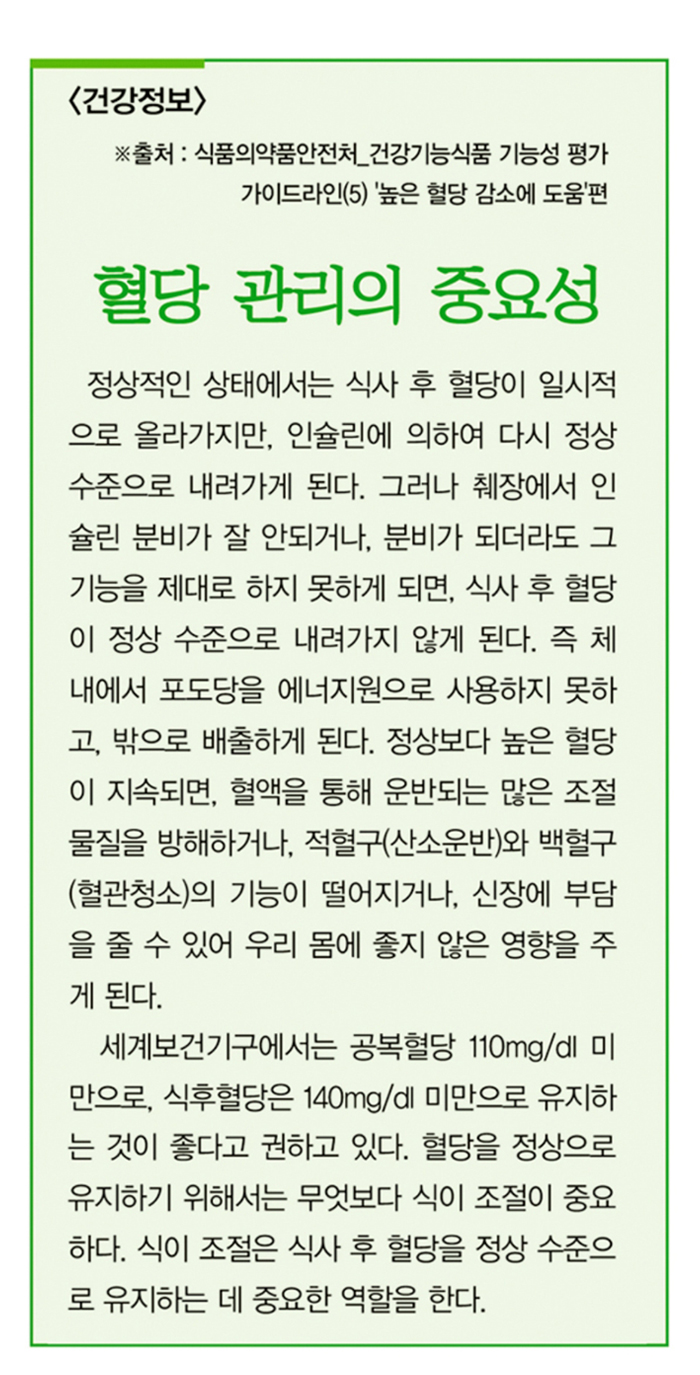 <건강정보>
※출처 : 식품의약품안전처_건강기능식품 기능성 평가
가이드라인(5) '높은 혈당 감소에 도움'편
혈당 관리의 중요성
정상적인 상태에서는 식사 후 혈당이 일시적
으로 올라가지만, 인슐린에 의하여 다시 정상
수준으로 내려가게 된다. 그러나 췌장에서 인
슐린 분비가 잘 안되거나, 분비가 되더라도 그
기능을 제대로 하지 못하게 되면, 식사 후 혈당
이 정상 수준으로 내려가지 않게 된다. 즉 체
내에서 포도당을 에너지원으로 사용하지 못하
고, 밖으로 배출하게 된다. 정상보다 높은 혈당
이 지속되면, 혈액을 통해 운반되는 많은 조절
물질을 방해하거나, 적혈구(산소운반)와 백혈구
(혈관청소)의 기능이 떨어지거나, 신장에 부담
을 줄 수 있어 우리 몸에 좋지 않은 영향을 주
게 된다.
세계보건기구에서는 공복혈당 110mg/dl 미
만으로, 식후혈당은 140mg/dl 미만으로 유지하
는 것이 좋다고 권하고 있다. 혈당을 정상으로
유지하기 위해서는 무엇보다 식이 조절이 중요
하다. 식이 조절은 식사 후 혈당을 정상 수준으
로 유지하는 데 중요한 역할을 한다.